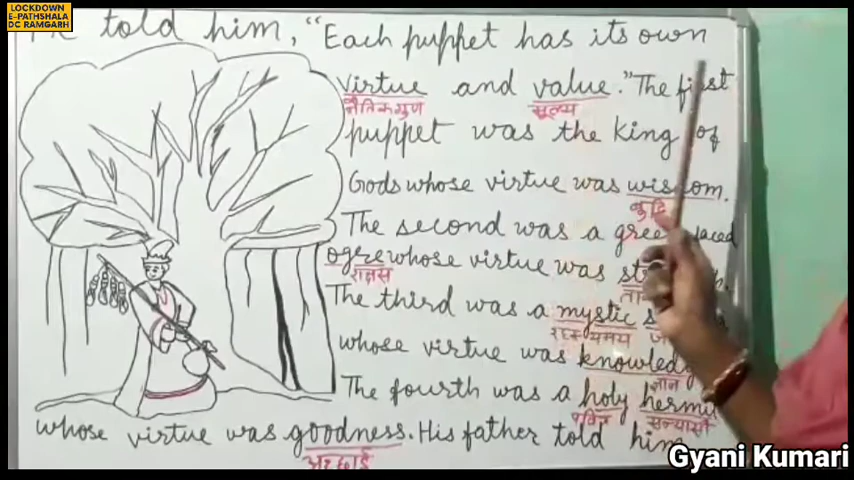 LOCKDOWN
E-PATHSHALA
DC RAMGARH
told him, “Each puppet has its own
virtue and value.” The first
नैतिक गुण मूल्य
puppet was the king of
Gods whose virtue was wisdom.
बुद्धि
The second was a green faced
ogre whose virtue was
राक्षस
The third was a mystic
रहस्यमय
whose virtue was knowledge
ज्ञान
The fourth was a holy hermit
पवित्र सन्यासी
whose virtue was goodness. His father told him
अच्छाई
Gyani Kumari